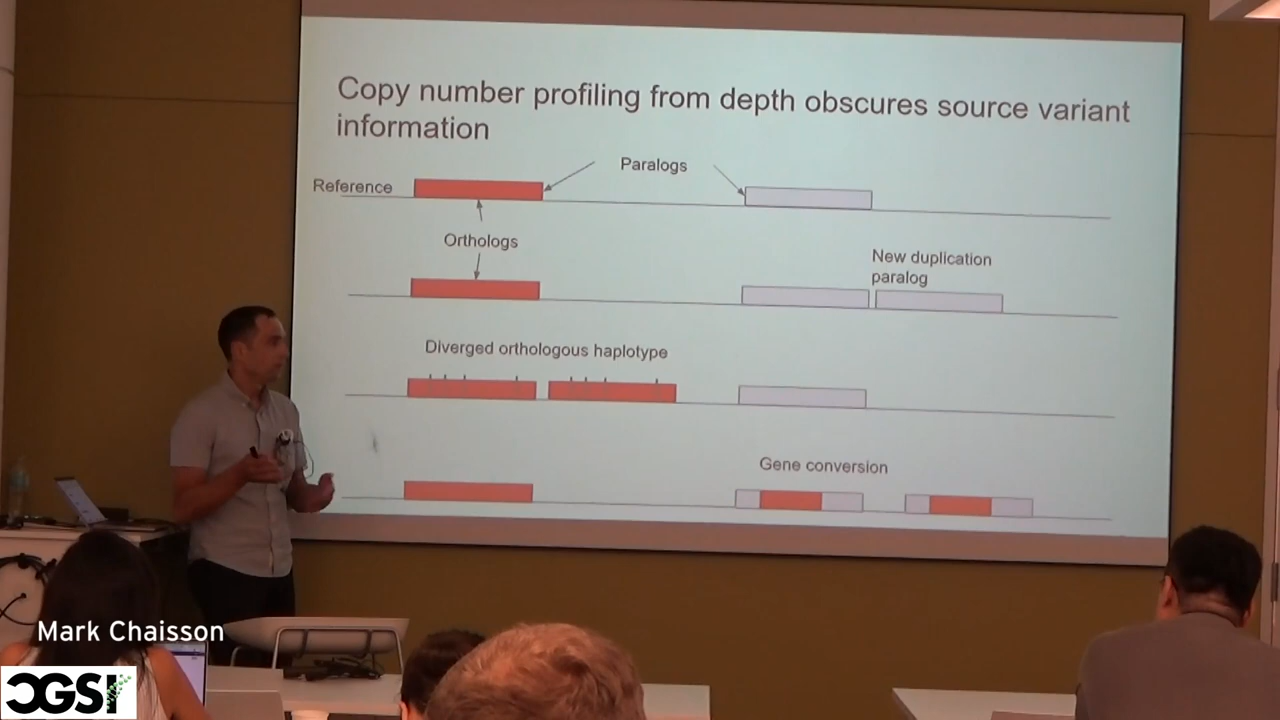 Copy number profiling from depth obscures source variant
information
Paralogs
Reference
Orthologs
New duplication
paralog
Diverged orthologous haplotype
Gene conversion
Mark Chaisson
CGSI